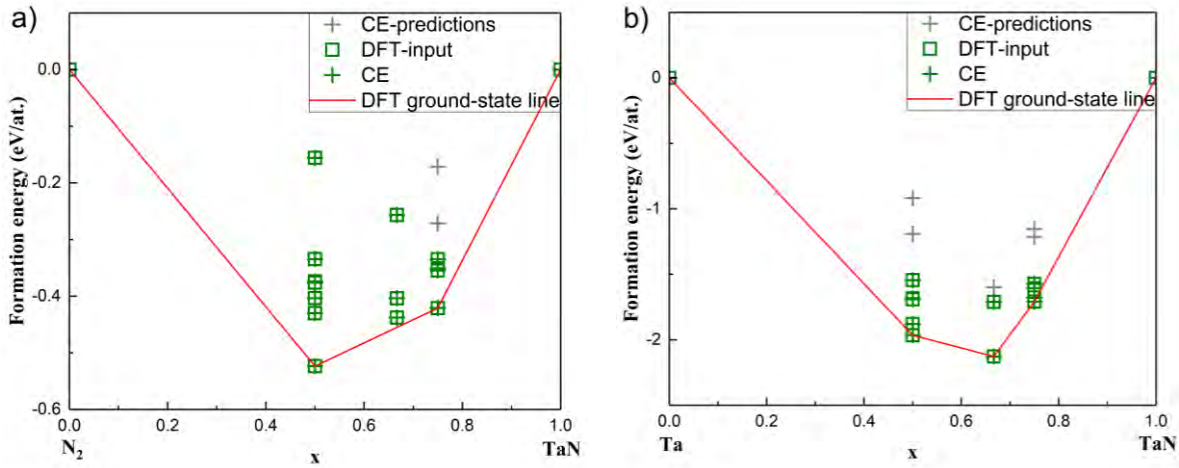 a)
CE-predictions
DFT-input
CE
DFT ground-state line
Formation energy (eV/at.)
0.0
-0.2
-0.4
-0.6
0.0 0.2 0.4 0.6 0.8 1.0
N2 x TaN
b)
CE-predictions
DFT-input
CE
DFT ground-state line
Formation energy (eV/at.)
0
-1
-2
0.0 0.2 0.4 0.6 0.8 1.0
Ta x TaN